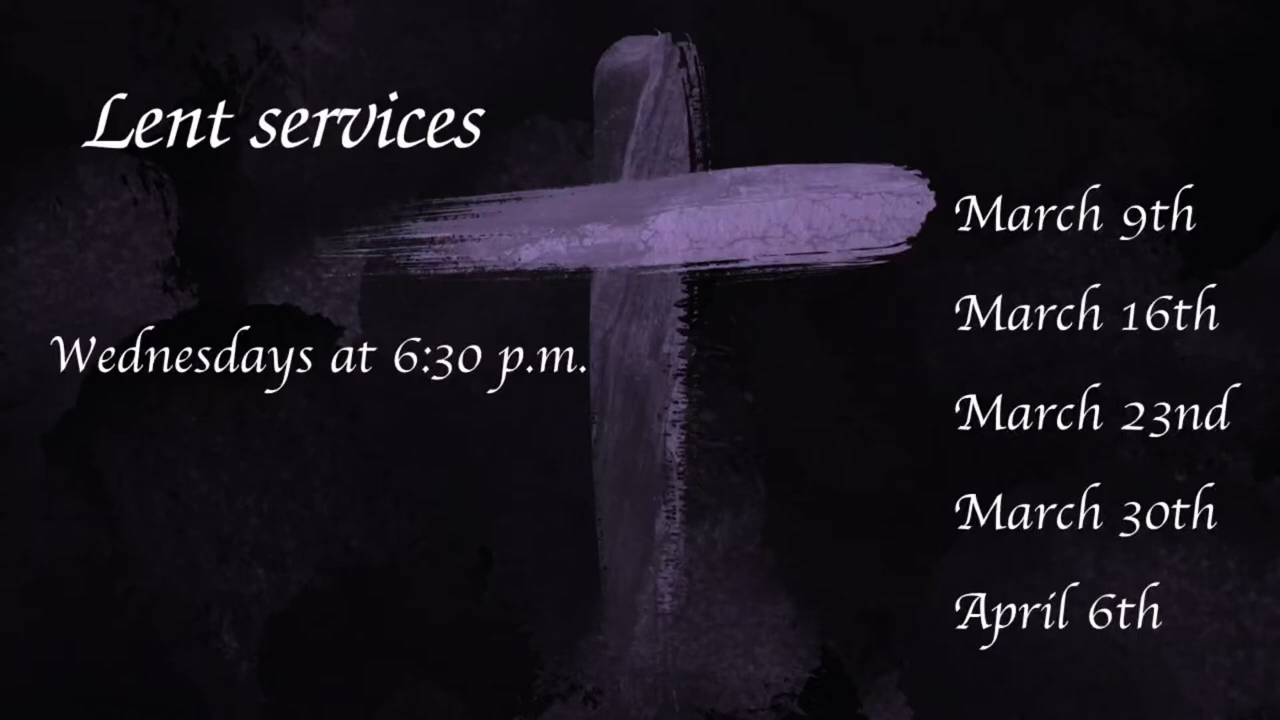 Lent services
Wednesdays at 6:30 p.m.
March 9th
March 16th
March 23nd
March 30th
April 6th